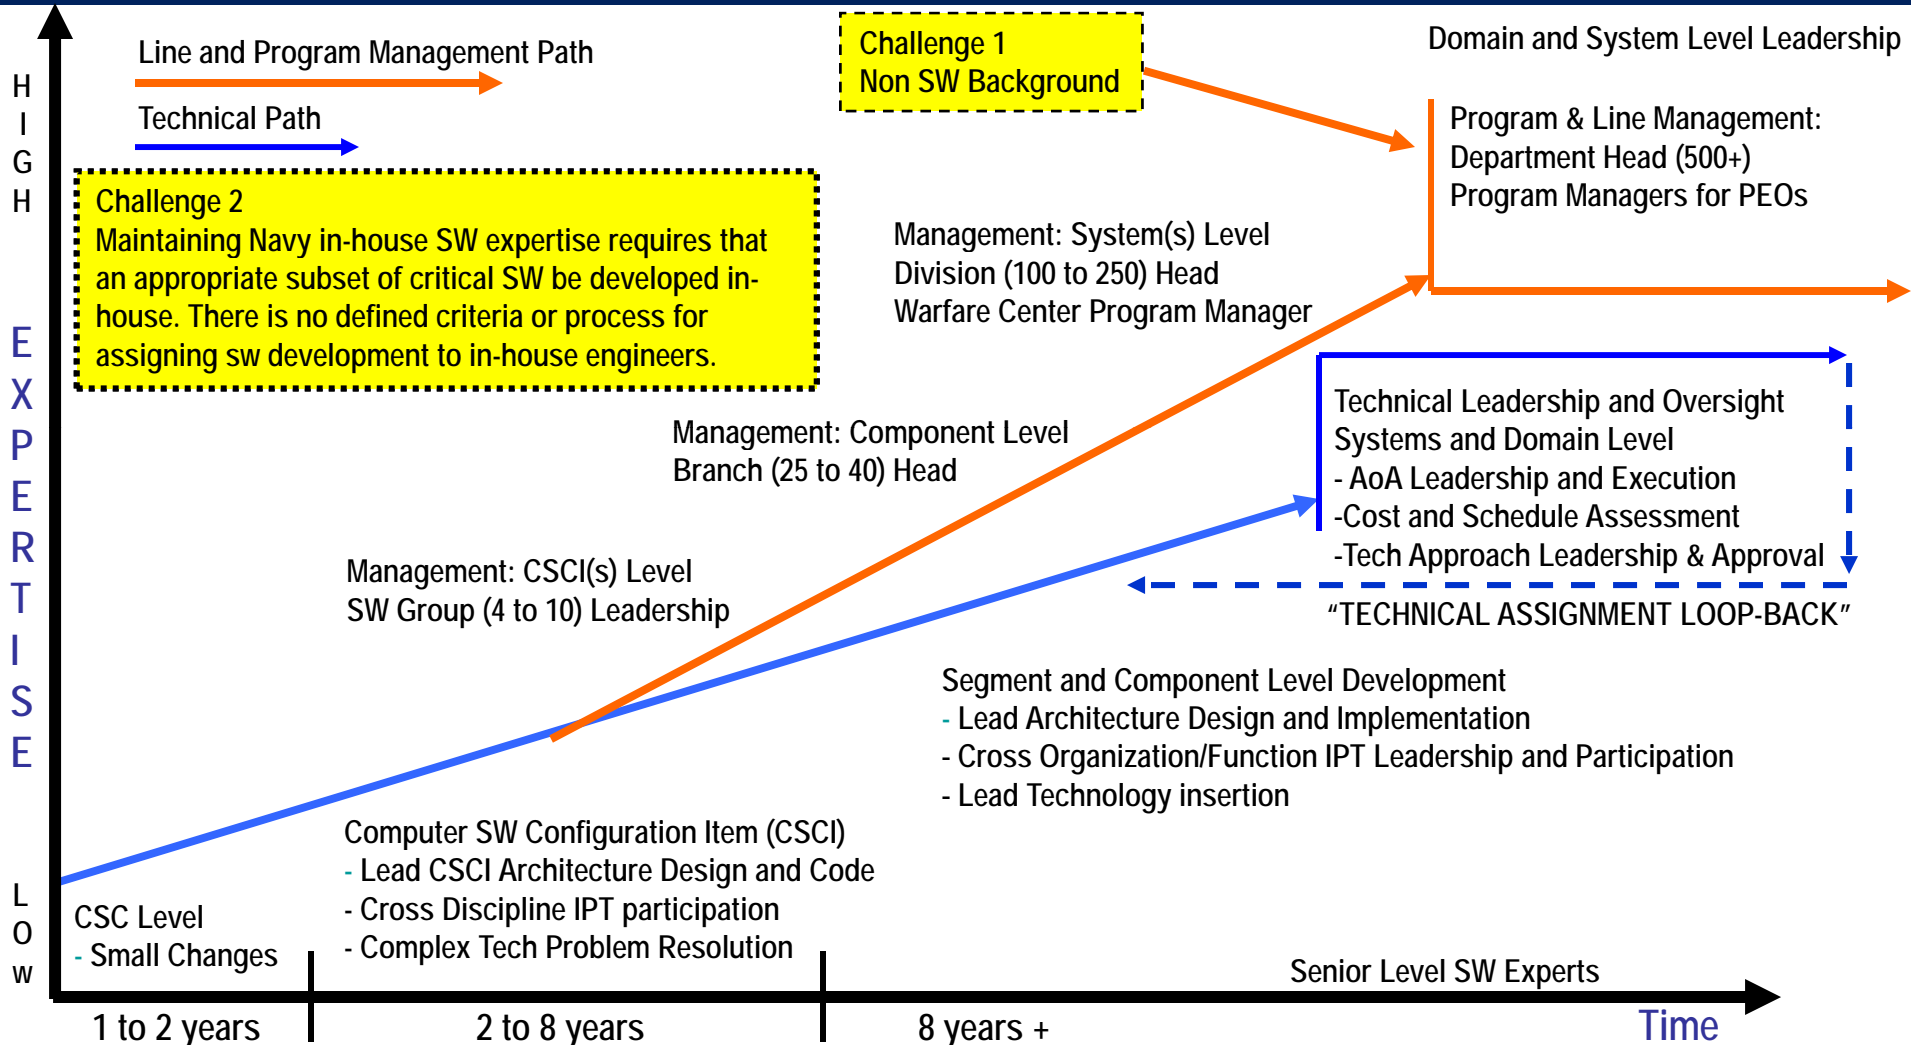 Line and Program Management Path
Technical Path
Challenge 1
Non SW Background
Domain and System Level Leadership
Program & Line Management:
Department Head (500+)
Program Managers for PEOs
HIGH
EXPERTISE
LOW
Challenge 2
Maintaining Navy in-house SW expertise requires that
an appropriate subset of critical SW be developed in-
house. There is no defined criteria or process for
assigning sw development to in-house engineers.
Management: System(s) Level
Division (100 to 250) Head
Warfare Center Program Manager
Management: Component Level
Branch (25 to 40) Head
Technical Leadership and Oversight
Systems and Domain Level
- AoA Leadership and Execution
-Cost and Schedule Assessment
-Tech Approach Leadership & Approval
“TECHNICAL ASSIGNMENT LOOP-BACK”
Management: CSCI(s) Level
SW Group (4 to 10) Leadership
Segment and Component Level Development
- Lead Architecture Design and Implementation
- Cross Organization/Function IPT Leadership and Participation
- Lead Technology insertion
Computer SW Configuration Item (CSCI)
- Lead CSCI Architecture Design and Code
- Cross Discipline IPT participation
- Complex Tech Problem Resolution
CSC Level
- Small Changes
Senior Level SW Experts
1 to 2 years
2 to 8 years
8 years +
Time